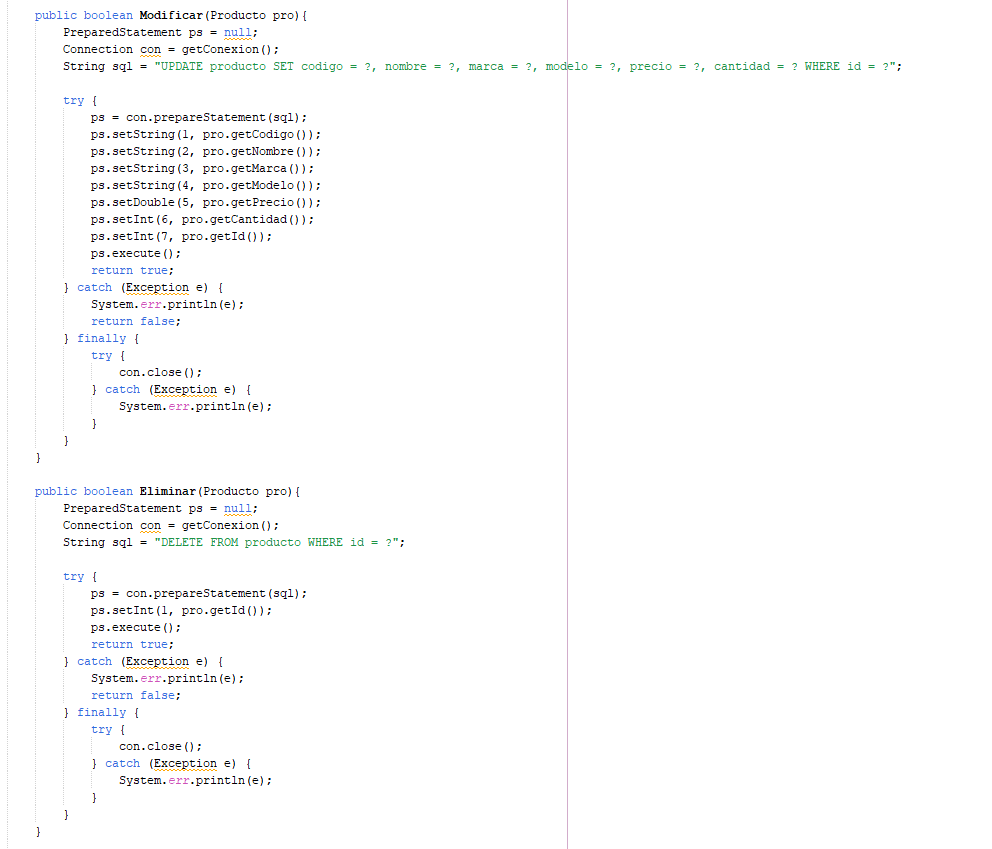 public boolean Modificar(Producto pro){
PreparedStatement ps = null;
Connection con = getConexion();
String sql = "UPDATE producto SET codigo = ?, nombre = ?, marca = ?, modelo = ?, precio = ?, cantidad = ? WHERE id = ?";
try {
ps = con.prepareStatement(sql);
ps.setString(1, pro.getCodigo());
ps.setString(2, pro.getNombre());
ps.setString(3, pro.getMarca());
ps.setString(4, pro.getModelo());
ps.setDouble(5, pro.getPrecio());
ps.setInt(6, pro.getCantidad());
ps.setInt(7, pro.getId());
ps.execute();
return true;
} catch (Exception e) {
System.err.println(e);
return false;
} finally {
try {
con.close();
} catch (Exception e) {
System.err.println(e);
}
}
}
public boolean Eliminar(Producto pro){
PreparedStatement ps = null;
Connection con = getConexion();
String sql = "DELETE FROM producto WHERE id = ?";
try {
ps = con.prepareStatement(sql);
ps.setInt(1, pro.getId());
ps.execute();
return true;
} catch (Exception e) {
System.err.println(e);
return false;
} finally {
try {
con.close();
} catch (Exception e) {
System.err.println(e);
}
}
}